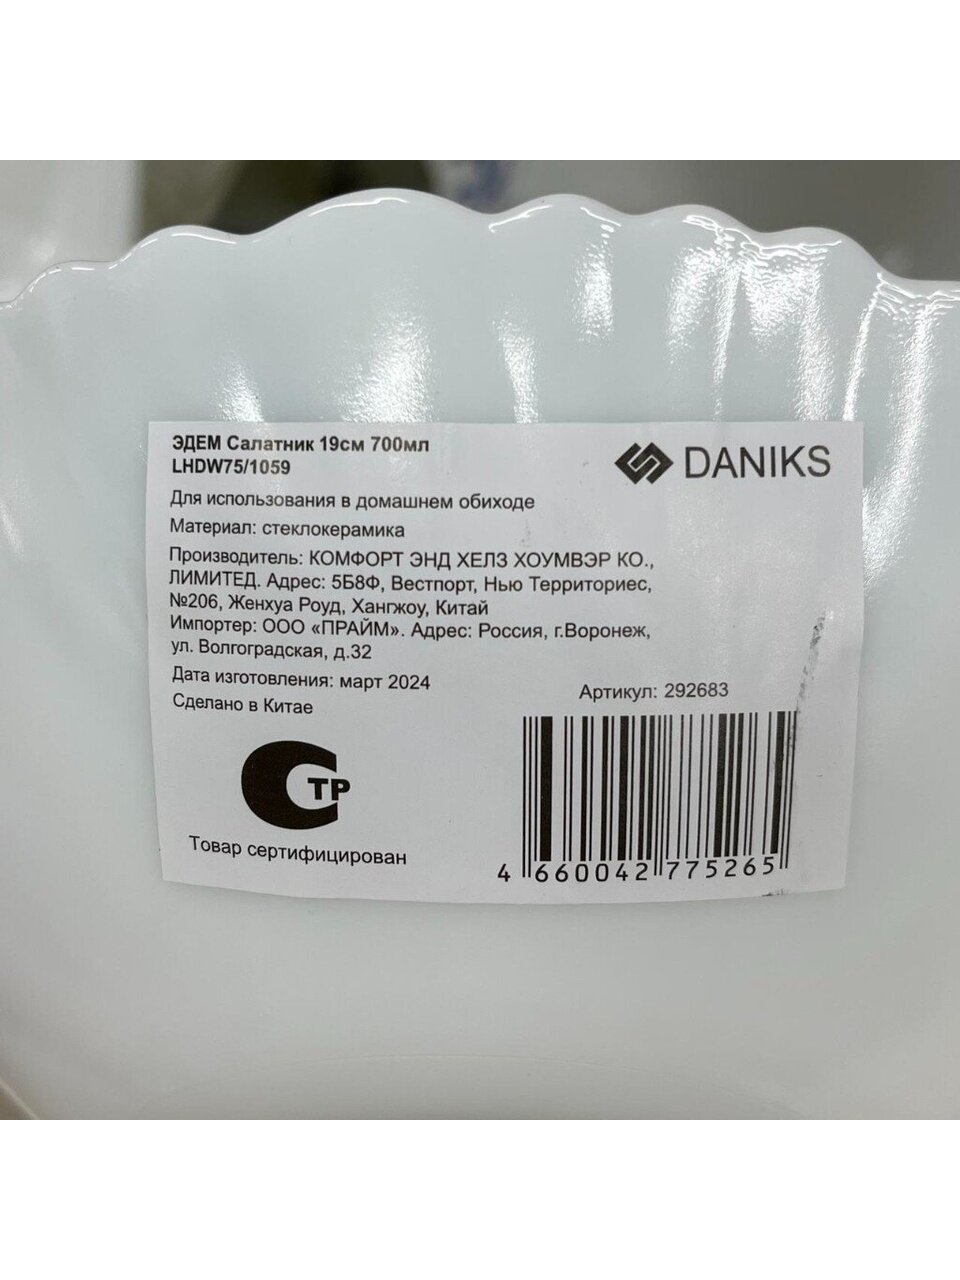 ЭДЕМ Салатник 19см 700мл
LHDW75/1059
DANIKS
Для использования в домашнем обиходе
Материал: стеклокерамика
Производитель: КОМФОРТ ЭНД ХЕЛЗ ХОУМВЭР КО.,
ЛИМИТЕД. Адрес: 5Б8Ф, Вестпорт, Нью Территориес,
№206, Женхуа Роуд, Хангжоу, Китай
Импортер: ООО «ПРАЙМ». Адрес: Россия, г.Воронеж,
ул. Волгоградская, д.32
Дата изготовления: март 2024
Сделано в Китае
Артикул: 292683
ТР
Товар сертифицирован
4 660042 775265